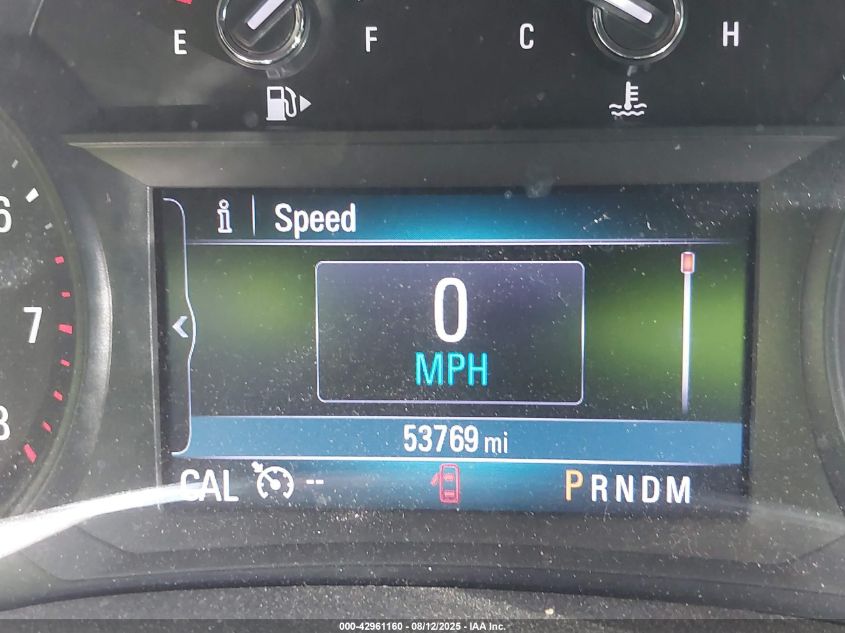 E F C H
6
7
8
i Speed
0
MPH
53769 mi
CAL -- PRNDM
000-42961160 - 08/12/2025 - IAA Inc.